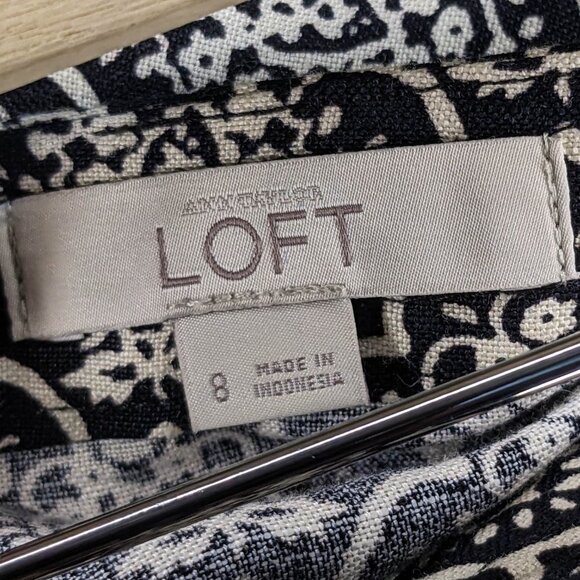 ANN TAYLOR
LOFT
8
MADE IN
INDONESIA